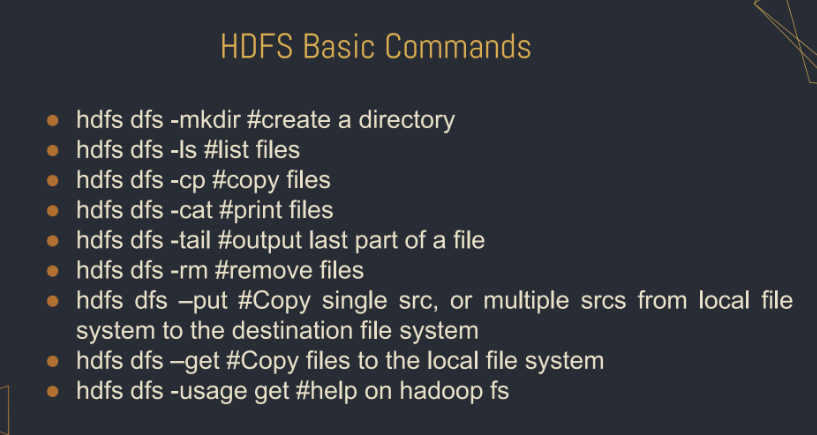 HDFS Basic Commands
● hdfs dfs -mkdir #create a directory
● hdfs dfs -ls #list files
● hdfs dfs -cp #copy files
● hdfs dfs -cat #print files
● hdfs dfs -tail #output last part of a file
● hdfs dfs -rm #remove files
● hdfs dfs –put #Copy single src, or multiple srcs from local file
system to the destination file system
● hdfs dfs –get #Copy files to the local file system
● hdfs dfs -usage get #help on hadoop fs